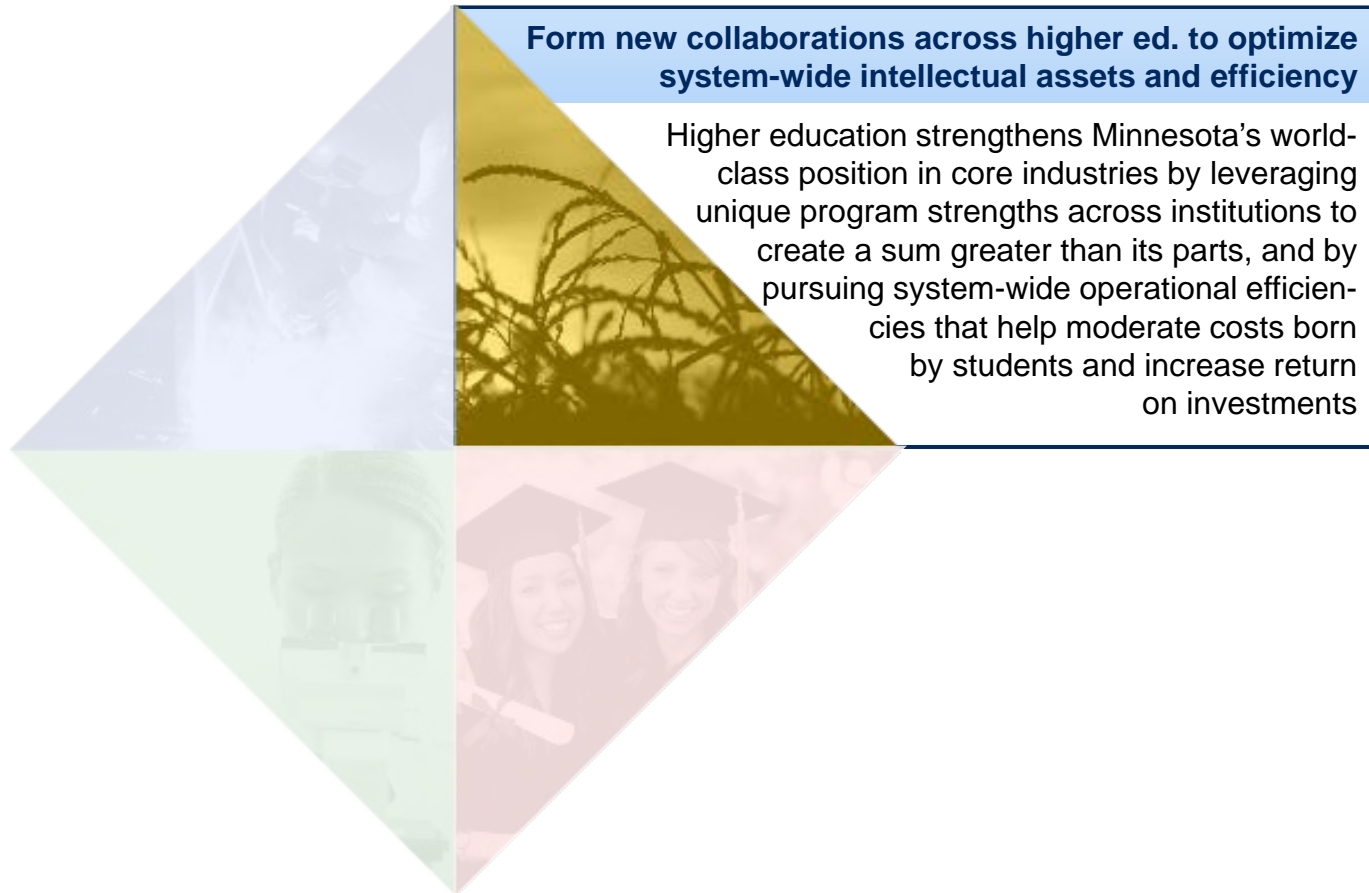 Form new collaborations across higher ed. to optimize
system-wide intellectual assets and efficiency
Higher education strengthens Minnesota’s world-
class position in core industries by leveraging
unique program strengths across institutions to
create a sum greater than its parts, and by
pursuing system-wide operational efficien-
cies that help moderate costs born
by students and increase return
on investments